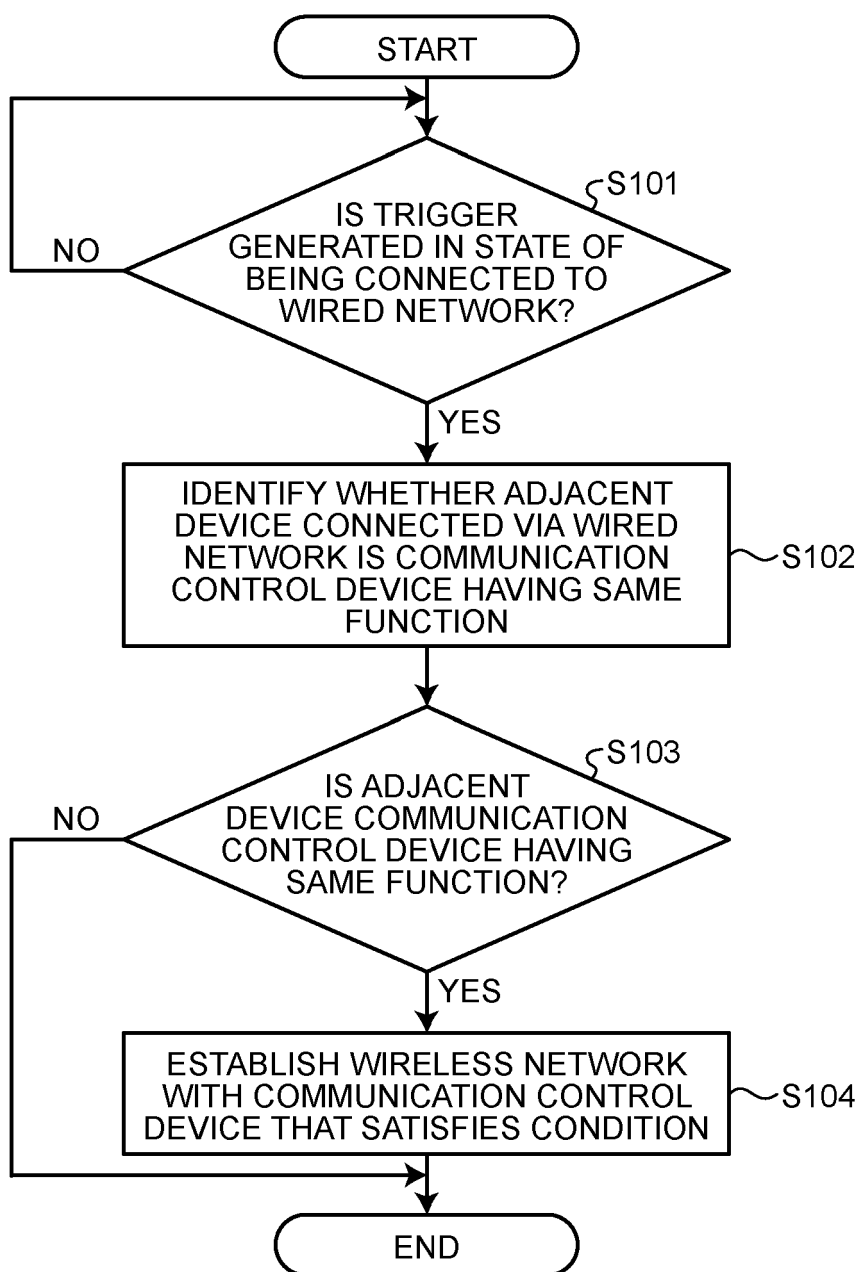 START
S101
IS TRIGGER
GENERATED IN STATE OF
BEING CONNECTED TO
WIRED NETWORK?
NO
YES
IDENTIFY WHETHER ADJACENT
DEVICE CONNECTED VIA WIRED
NETWORK IS COMMUNICATION
CONTROL DEVICE HAVING SAME
FUNCTION
S102
S103
IS ADJACENT
DEVICE COMMUNICATION
CONTROL DEVICE HAVING
SAME FUNCTION?
NO
YES
ESTABLISH WIRELESS NETWORK
WITH COMMUNICATION CONTROL
DEVICE THAT SATISFIES CONDITION
S104
END